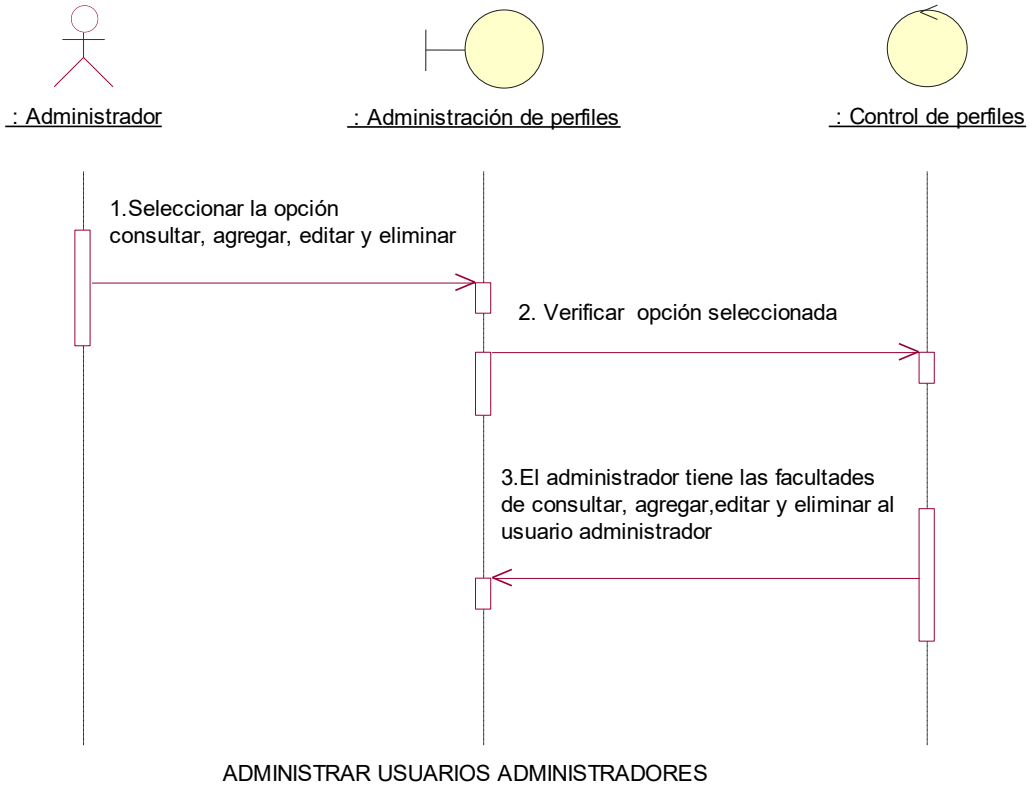 : Administrador
: Administración de perfiles
: Control de perfiles
1.Seleccionar la opción
consultar, agregar, editar y eliminar
2. Verificar  opción seleccionada
3.El administrador tiene las facultades
de consultar, agregar,editar y eliminar al
usuario administrador
ADMINISTRAR USUARIOS ADMINISTRADORES